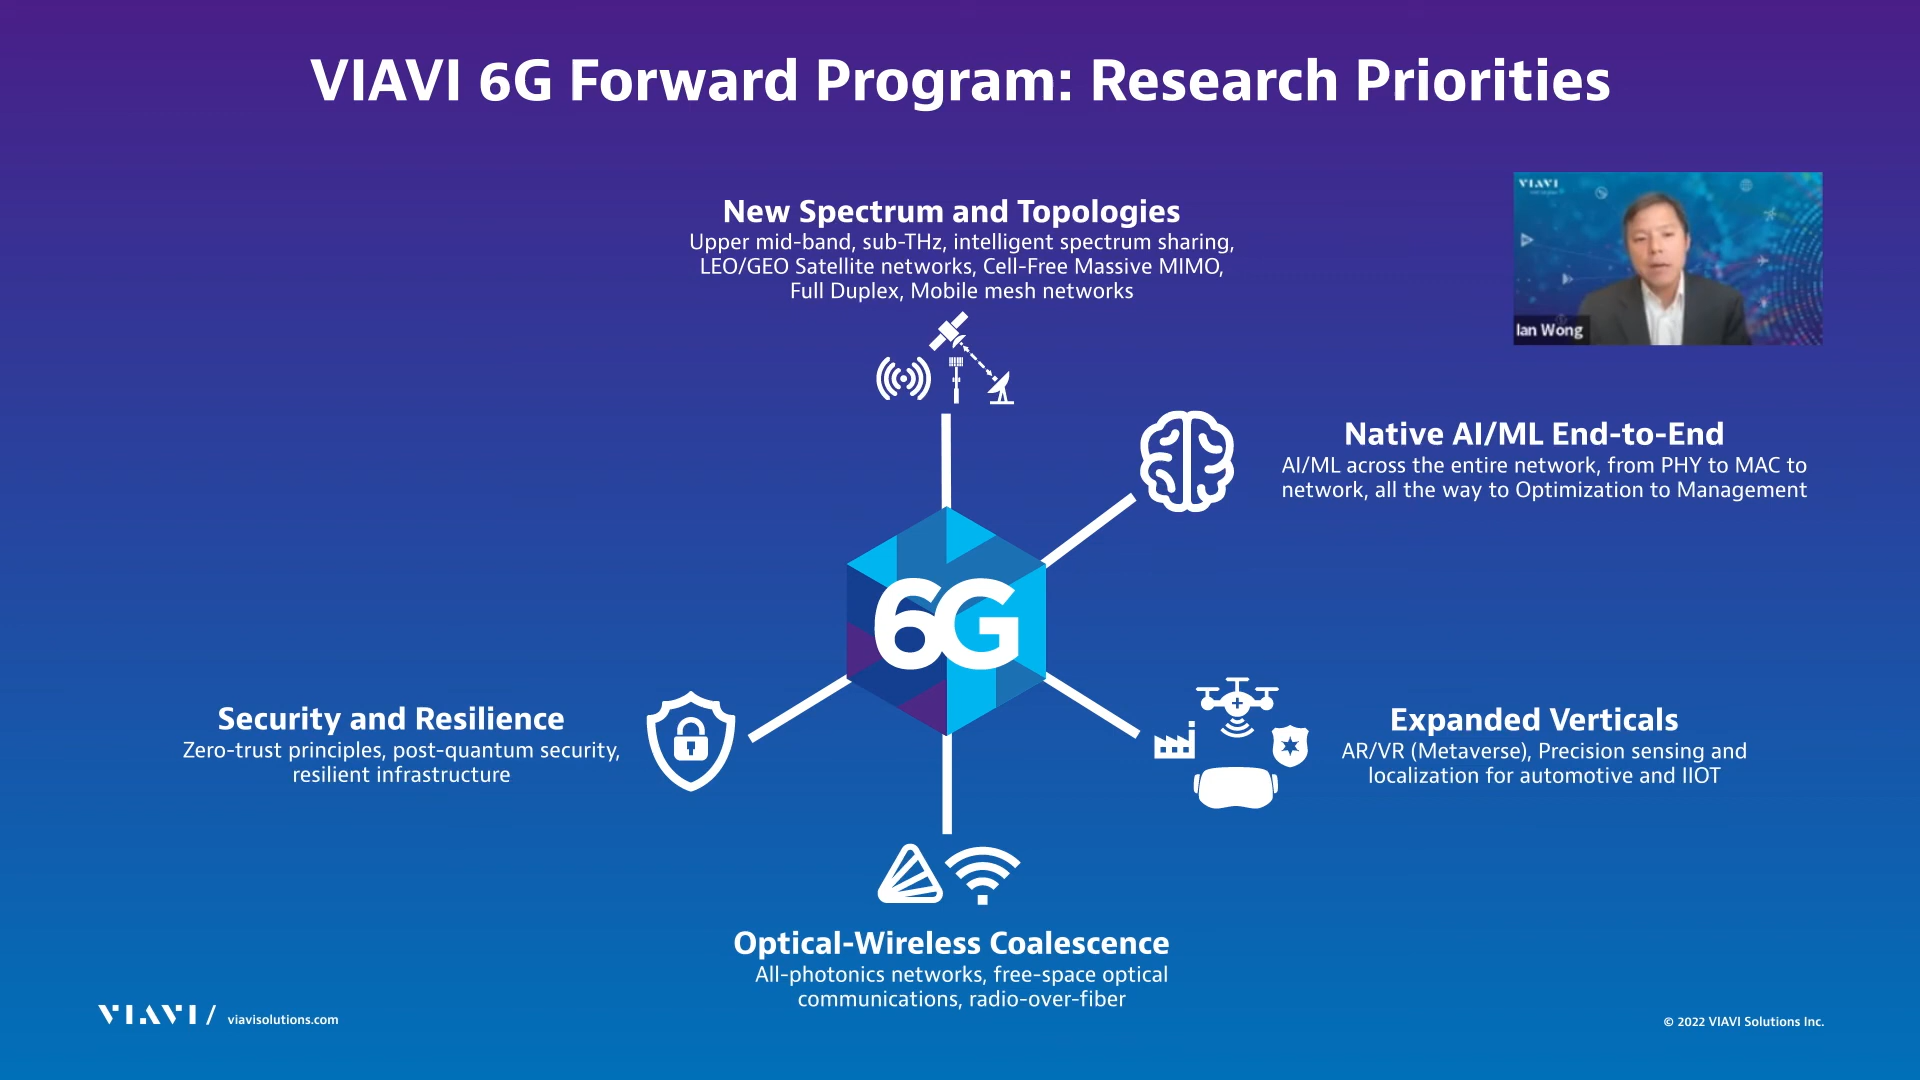 VIAVI 6G Forward Program: Research Priorities
New Spectrum and Topologies
Upper mid-band, sub-THz, intelligent spectrum sharing,
LEO/GEO Satellite networks, Cell-Free Massive MIMO,
Full Duplex, Mobile mesh networks
VIAVI
Ian Wong
Native AI/ML End-to-End
AI/ML across the entire network, from PHY to MAC to
network, all the way to Optimization to Management
6G
Security and Resilience
Zero-trust principles, post-quantum security,
resilient infrastructure
Expanded Verticals
AR/VR (Metaverse), Precision sensing and
localization for automotive and IIOT
Optical-Wireless Coalescence
All-photonics networks, free-space optical
communications, radio-over-fiber
VIAVI / viavisolutions.com
© 2022 VIAVI Solutions Inc.